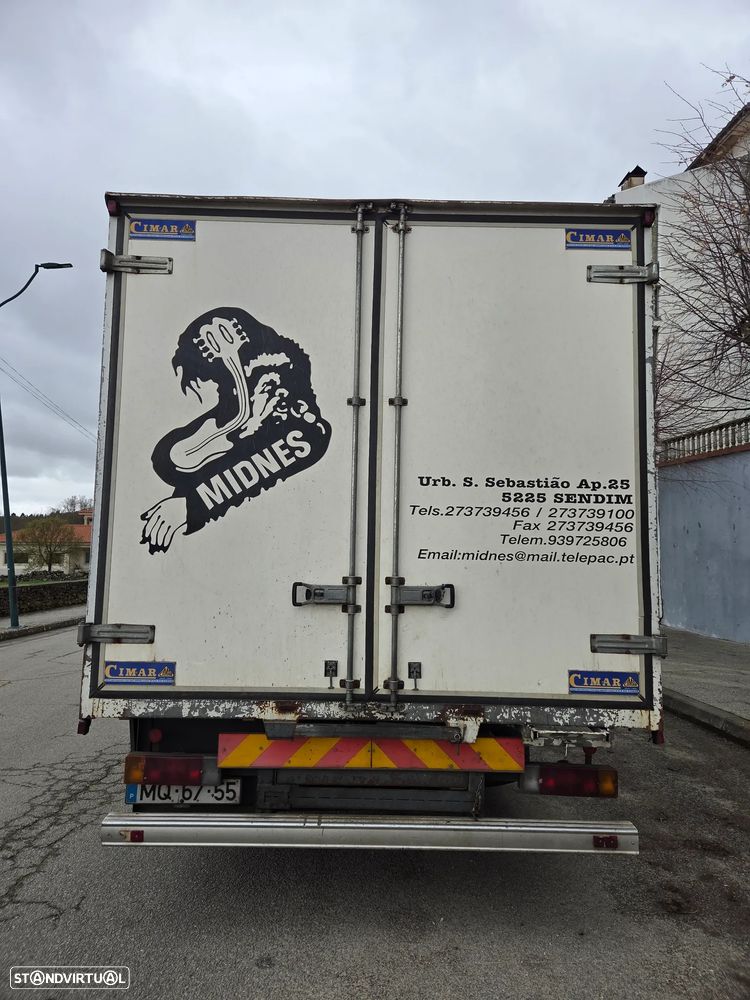 CIMAR
CIMAR
MIDNES
Urb. S. Sebastião Ap.25
5225 SENDIM
Tels.273739456 / 273739100
Fax 273739456
Telem.939725806
Email:midnes@mail.telepac.pt
CIMAR
CIMAR
P
MQ·67·55
STANDVIRTUAL